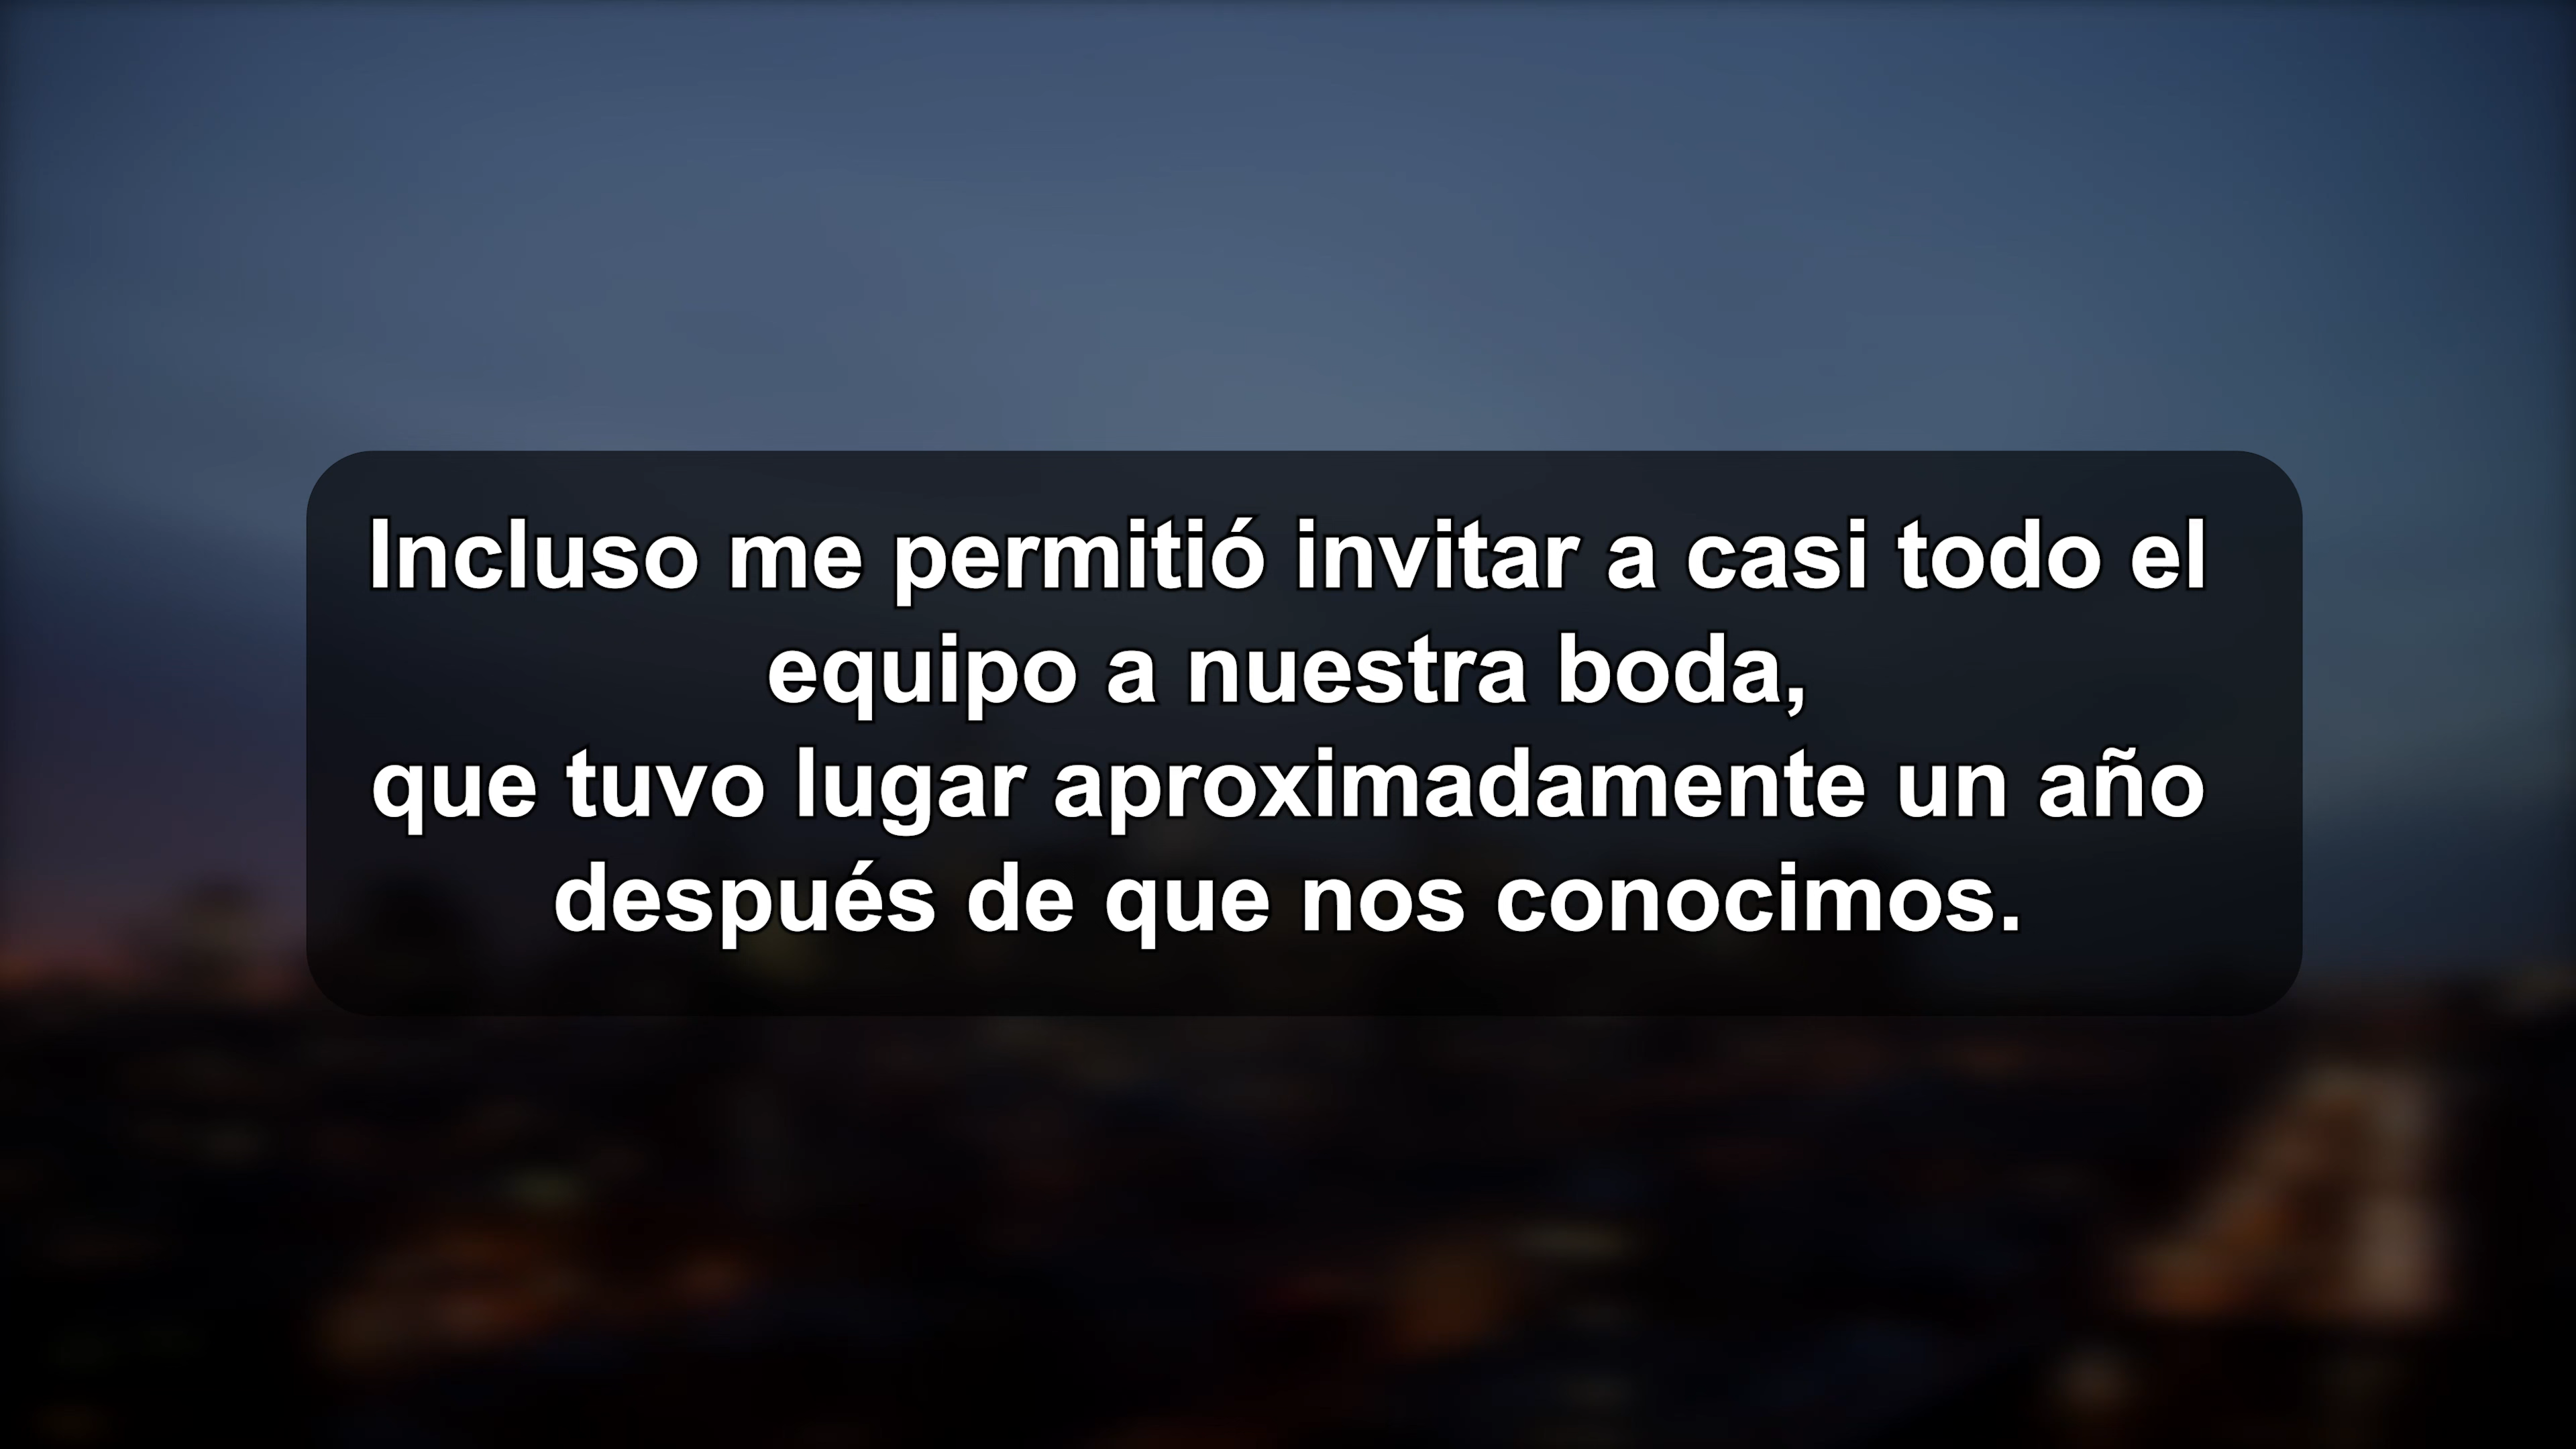 Incluso me permitió invitar a casi todo el
equipo a nuestra boda,
que tuvo lugar aproximadamente un año
después de que nos conocimos.